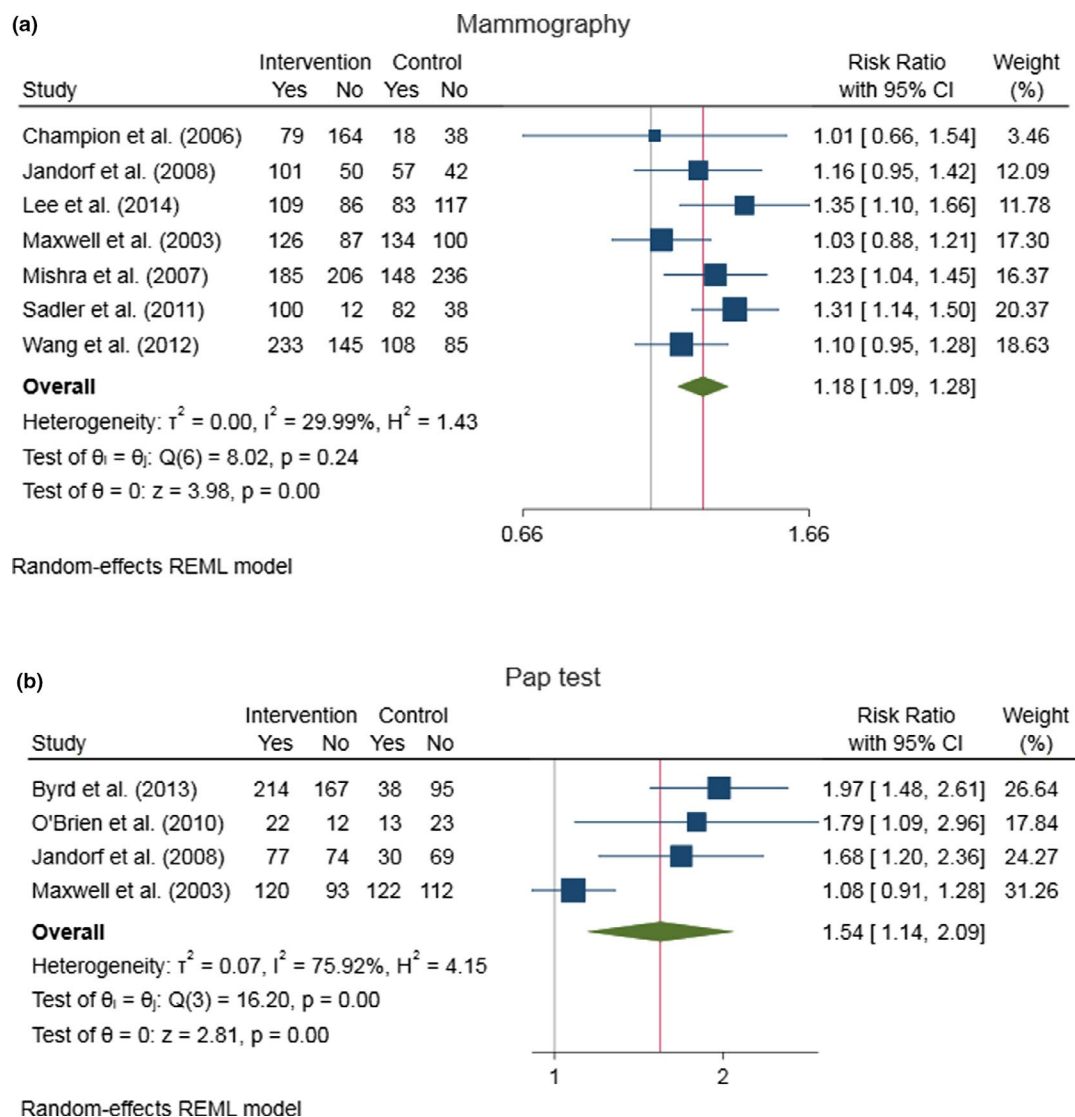 (a)
Mammography
Intervention Control Risk Ratio Weight
Study Yes No Yes No with 95% CI (%)
Champion et al. (2006) 79 164 18 38 1.01 [ 0.66, 1.54] 3.46
Jandorf et al. (2008) 101 50 57 42 1.16 [ 0.95, 1.42] 12.09
Lee et al. (2014) 109 86 83 117 1.35 [ 1.10, 1.66] 11.78
Maxwell et al. (2003) 126 87 134 100 1.03 [ 0.88, 1.21] 17.30
Mishra et al. (2007) 185 206 148 236 1.23 [ 1.04, 1.45] 16.37
Sadler et al. (2011) 100 12 82 38 1.31 [ 1.14, 1.50] 20.37
Wang et al. (2012) 233 145 108 85 1.10 [ 0.95, 1.28] 18.63
Overall 1.18 [ 1.09, 1.28]
Heterogeneity: τ² = 0.00, I² = 29.99%, H² = 1.43
Test of θᵢ = θⱼ: Q(6) = 8.02, p = 0.24
Test of θ = 0: z = 3.98, p = 0.00
0.66 1.66
Random-effects REML model
(b)
Pap test
Intervention Control Risk Ratio Weight
Study Yes No Yes No with 95% CI (%)
Byrd et al. (2013) 214 167 38 95 1.97 [ 1.48, 2.61] 26.64
O'Brien et al. (2010) 22 12 13 23 1.79 [ 1.09, 2.96] 17.84
Jandorf et al. (2008) 77 74 30 69 1.68 [ 1.20, 2.36] 24.27
Maxwell et al. (2003) 120 93 122 112 1.08 [ 0.91, 1.28] 31.26
Overall 1.54 [ 1.14, 2.09]
Heterogeneity: τ² = 0.07, I² = 75.92%, H² = 4.15
Test of θᵢ = θⱼ: Q(3) = 16.20, p = 0.00
Test of θ = 0: z = 2.81, p = 0.00
1 2
Random-effects REML model